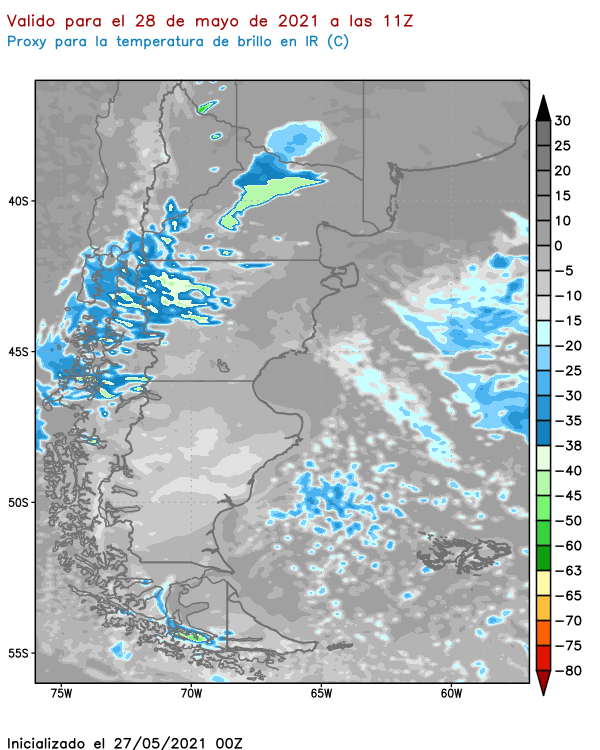 Valido para el 28 de mayo de 2021 a las 11Z
Proxy para la temperatura de brillo en IR (C)
30
25
20
15
10
0
−5
−10
−15
−20
−25
−30
−35
−38
−40
−45
−50
−60
−63
−65
−70
−75
−80
40S
45S
50S
55S
75W
70W
65W
60W
Inicializado el 27/05/2021 00Z